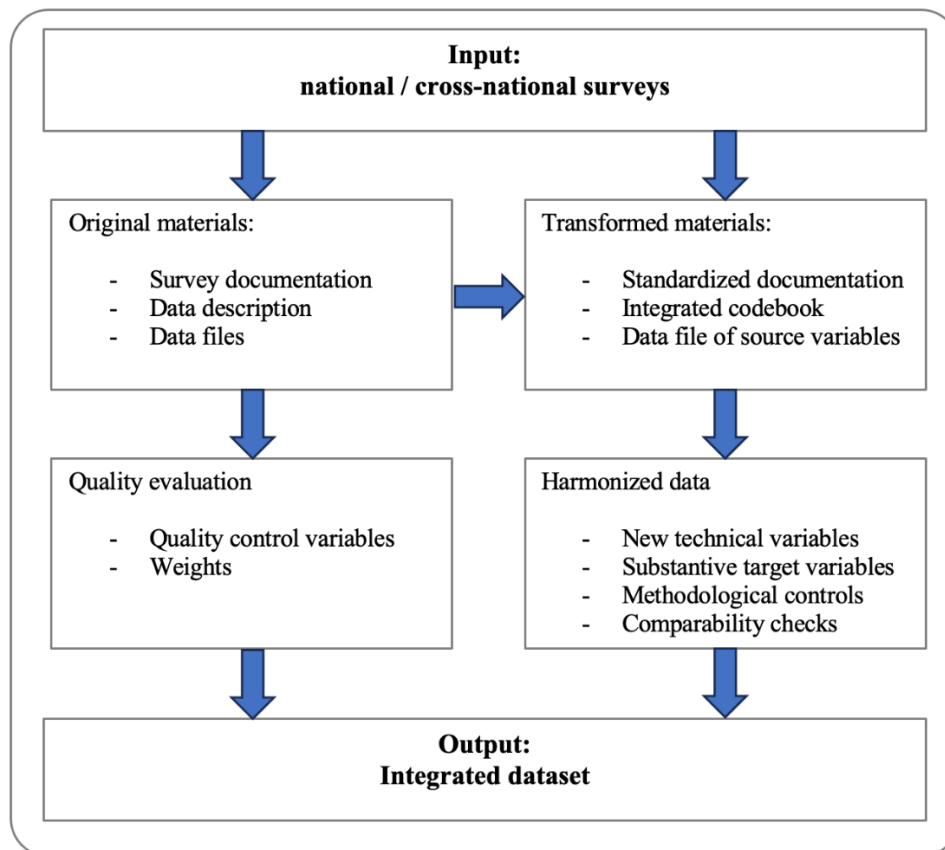 Input:
national / cross-national surveys
Original materials:
- Survey documentation
- Data description
- Data files
Transformed materials:
- Standardized documentation
- Integrated codebook
- Data file of source variables
Quality evaluation
- Quality control variables
- Weights
Harmonized data
- New technical variables
- Substantive target variables
- Methodological controls
- Comparability checks
Output:
Integrated dataset